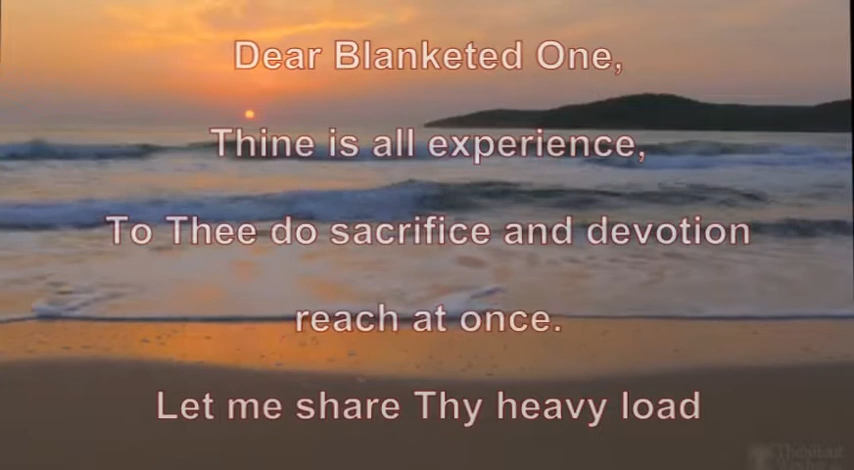 Dear Blanketed One,
Thine is all experience,
To Thee do sacrifice and devotion
reach at once.
Let me share Thy heavy load